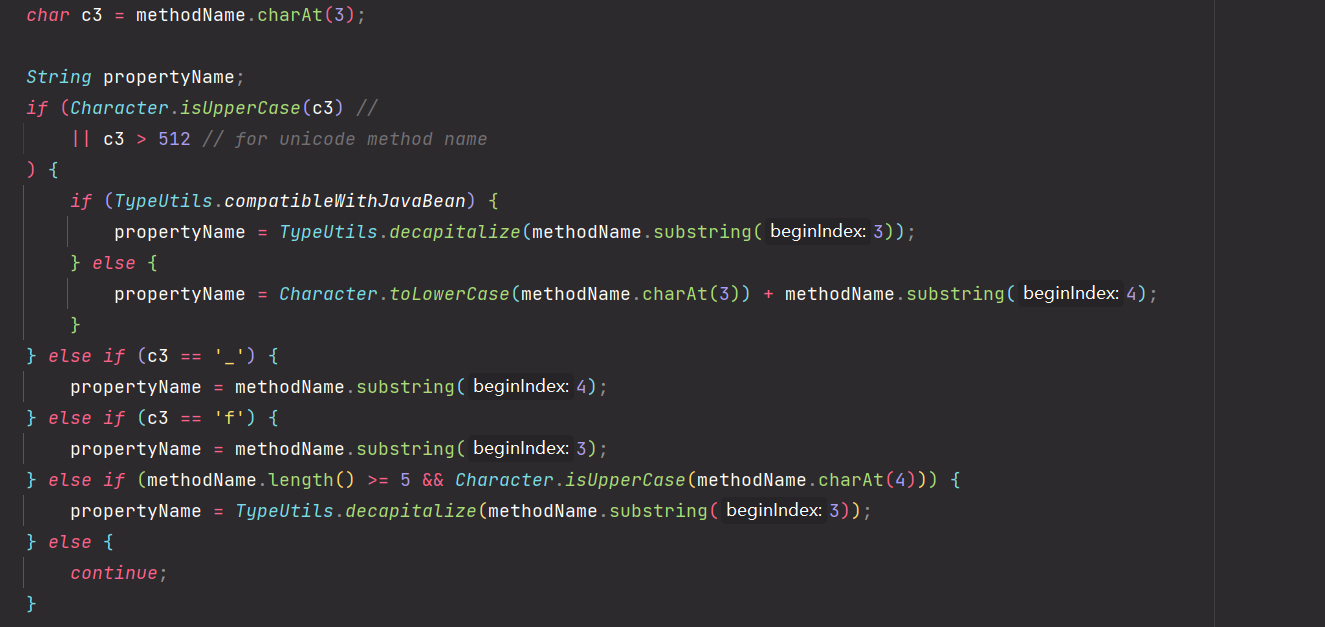 char c3 = methodName.charAt(3);
String propertyName;
if (Character.isUpperCase(c3) //
|| c3 > 512 // for unicode method name
) {
if (TypeUtils.compatibleWithJavaBean) {
propertyName = TypeUtils.decapitalize(methodName.substring( beginIndex: 3));
} else {
propertyName = Character.toLowerCase(methodName.charAt(3)) + methodName.substring( beginIndex: 4);
}
} else if (c3 == '_') {
propertyName = methodName.substring( beginIndex: 4);
} else if (c3 == 'f') {
propertyName = methodName.substring( beginIndex: 3);
} else if (methodName.length() >= 5 && Character.isUpperCase(methodName.charAt(4))) {
propertyName = TypeUtils.decapitalize(methodName.substring( beginIndex: 3));
} else {
continue;
}